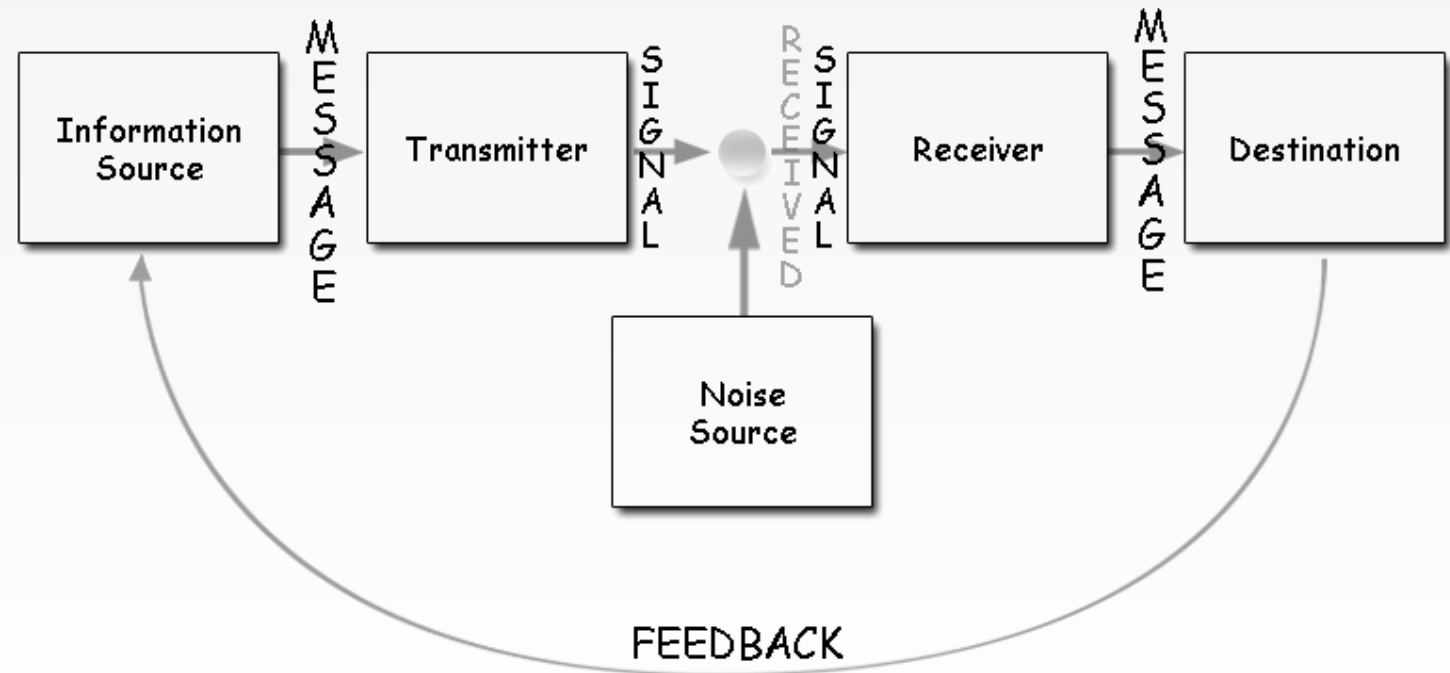 MESSAGE
Information
Source
Transmitter
SIGNAL
RECEIVED
SIGNAL
Receiver
MESSAGE
Destination
Noise
Source
FEEDBACK